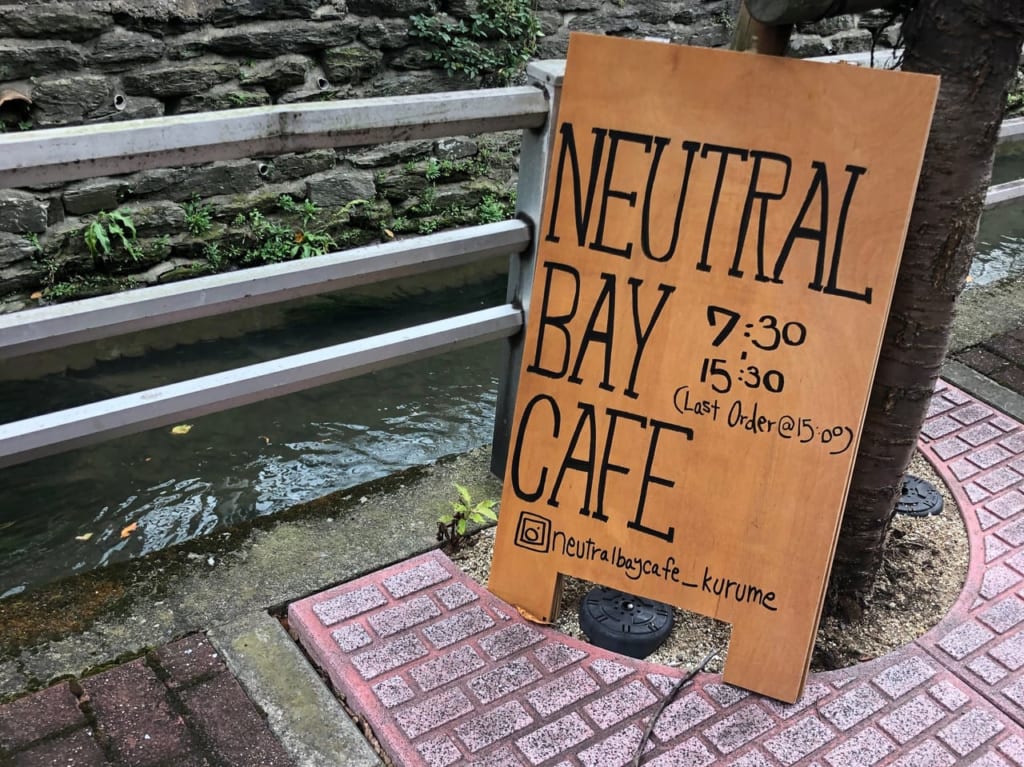 NEUTRAL
BAY
7:30
15:30
(Last Order@15:00)
CAFE
neutralbaycafe_kurume